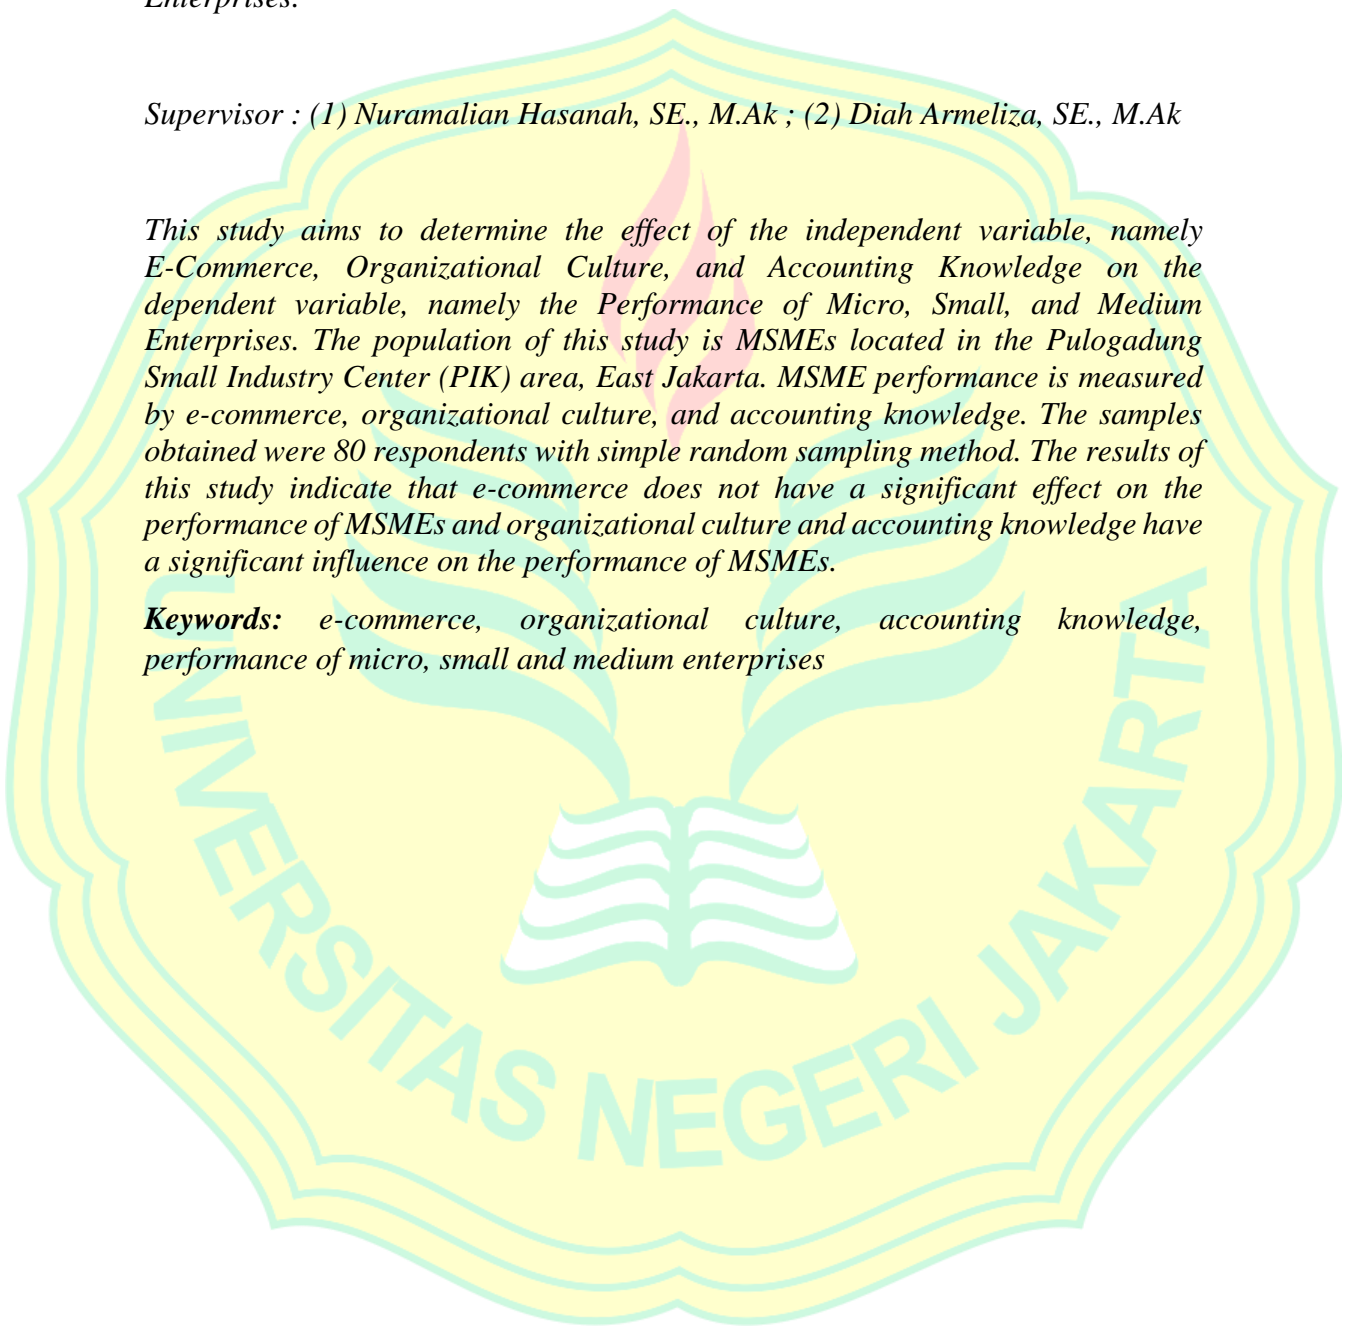 Enterprises.
Supervisor : (1) Nuramalian Hasanah, SE., M.Ak ; (2) Diah Armeliza, SE., M.Ak
This study aims to determine the effect of the independent variable, namely
E-Commerce, Organizational Culture, and Accounting Knowledge on the
dependent variable, namely the Performance of Micro, Small, and Medium
Enterprises. The population of this study is MSMEs located in the Pulogadung
Small Industry Center (PIK) area, East Jakarta. MSME performance is measured
by e-commerce, organizational culture, and accounting knowledge. The samples
obtained were 80 respondents with simple random sampling method. The results of
this study indicate that e-commerce does not have a significant effect on the
performance of MSMEs and organizational culture and accounting knowledge have
a significant influence on the performance of MSMEs.
Keywords: e-commerce, organizational culture, accounting knowledge,
performance of micro, small and medium enterprises
UNIVERSITAS NEGERI JAKARTA